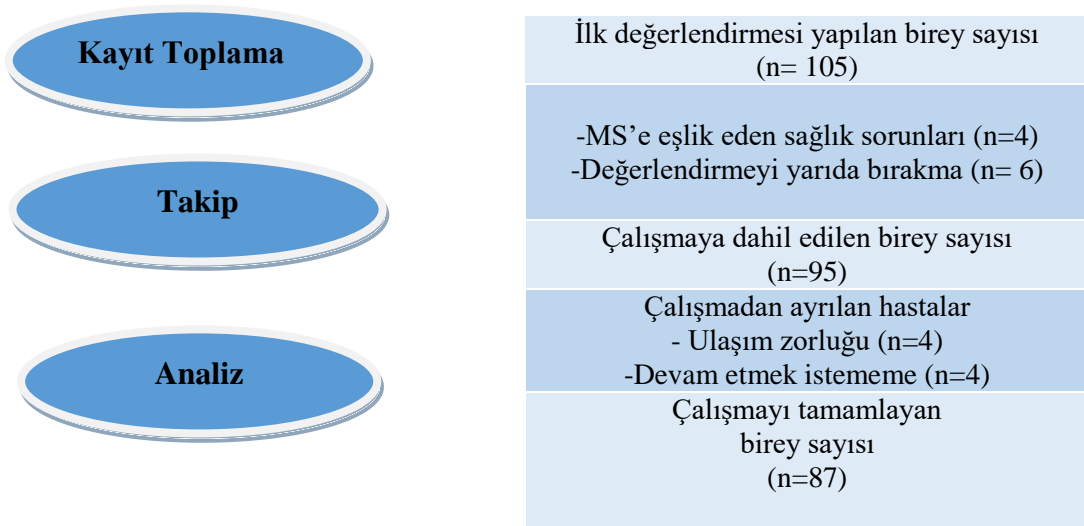 Kayıt Toplama
Takip
Analiz
İlk değerlendirmesi yapılan birey sayısı
(n= 105)
-MS’e eşlik eden sağlık sorunları (n=4)
-Değerlendirmeyi yarıda bırakma (n= 6)
Çalışmaya dahil edilen birey sayısı
(n=95)
Çalışmadan ayrılan hastalar
- Ulaşım zorluğu (n=4)
-Devam etmek istememe (n=4)
Çalışmayı tamamlayan
birey sayısı
(n=87)